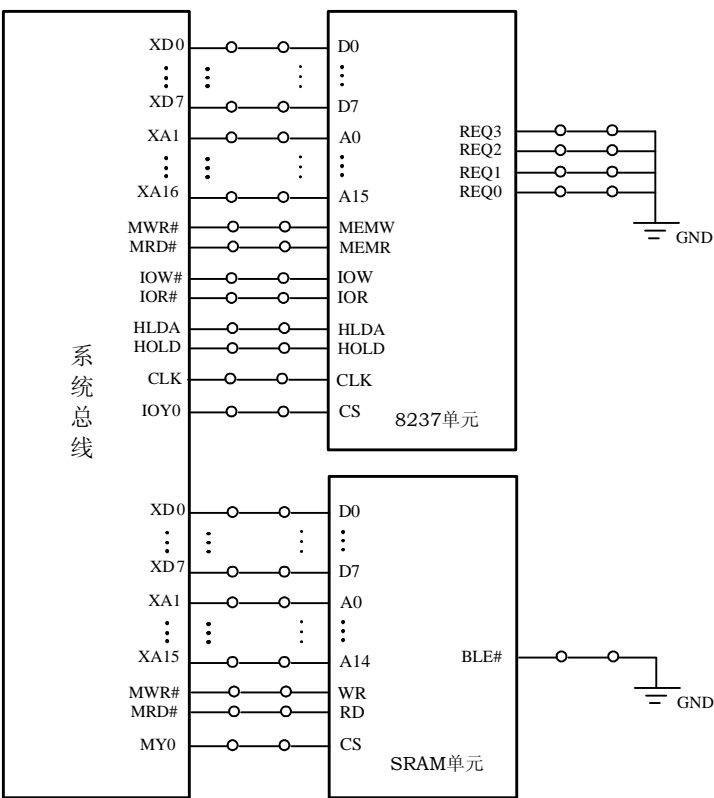 XD0 D0
XD7 D7
XA1 A0
XA16 A15
MWR# MEMW
MRD# MEMR
IOW# IOW
IOR# IOR
HLDA HLDA
HOLD HOLD
CLK CLK
IOY0 CS
REQ3
REQ2
REQ1
REQ0
GND
8237单元
系统总线
XD0 D0
XD7 D7
XA1 A0
XA15 A14
MWR# WR
MRD# RD
MY0 CS
BLE#
GND
SRAM单元